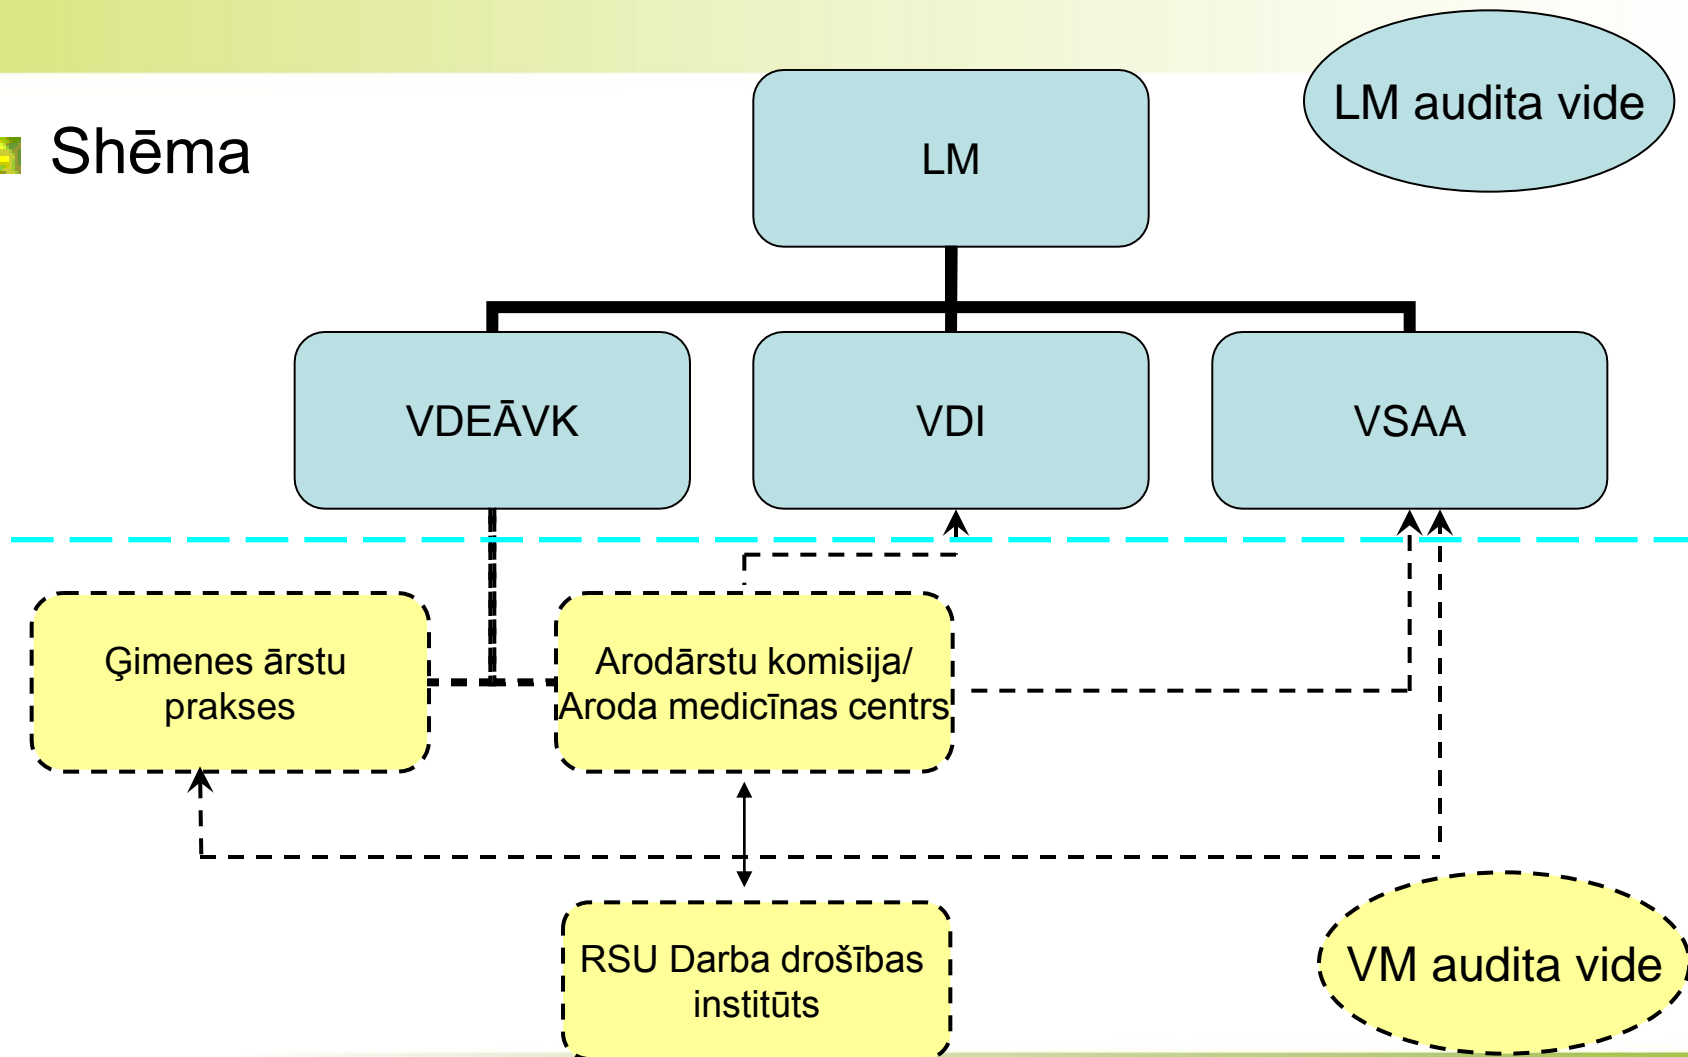 LM audita vide
Shēma
LM
VDEĀVK
VDI
VSAA
Ģimenes ārstu
prakses
Arodārstu komisija/
Aroda medicīnas centrs
RSU Darba drošības
institūts
VM audita vide